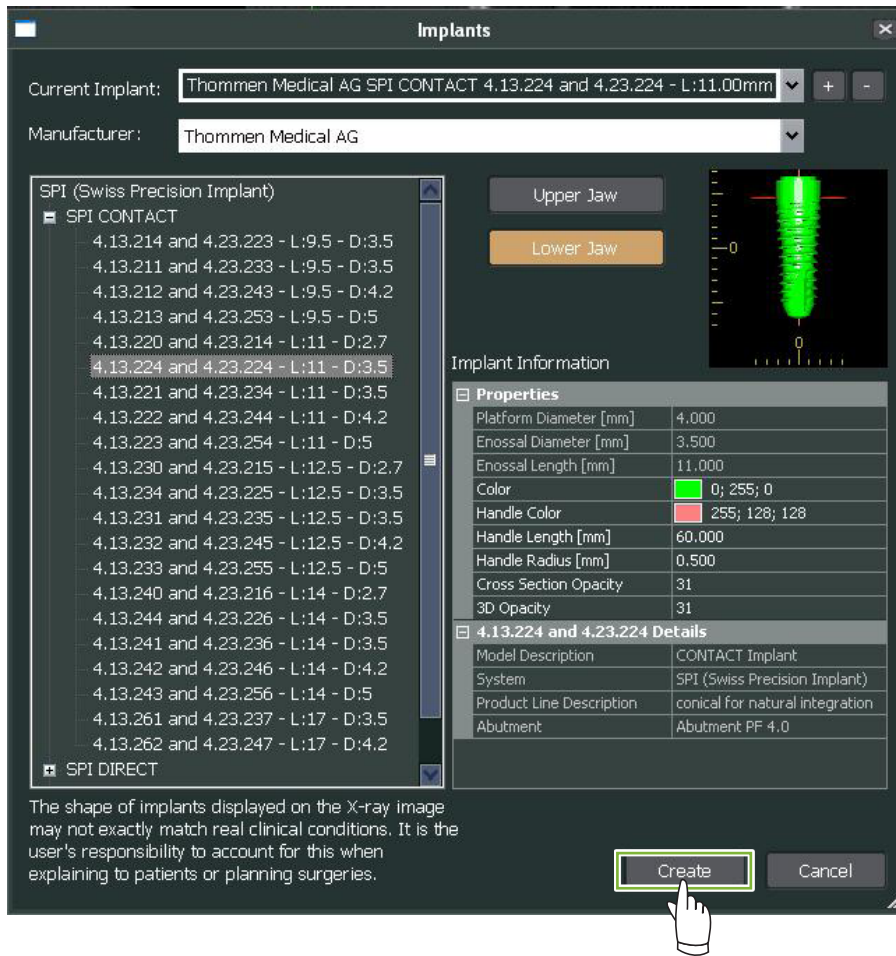 Implants
Current Implant: Thommen Medical AG SPI CONTACT 4.13.224 and 4.23.224 - L:11.00mm + -
Manufacturer: Thommen Medical AG
SPI (Swiss Precision Implant)
SPI CONTACT
4.13.214 and 4.23.223 - L:9.5 - D:3.5
4.13.211 and 4.23.233 - L:9.5 - D:3.5
4.13.212 and 4.23.243 - L:9.5 - D:4.2
4.13.213 and 4.23.253 - L:9.5 - D:5
4.13.220 and 4.23.214 - L:11 - D:2.7
4.13.224 and 4.23.224 - L:11 - D:3.5
4.13.221 and 4.23.234 - L:11 - D:3.5
4.13.222 and 4.23.244 - L:11 - D:4.2
4.13.223 and 4.23.254 - L:11 - D:5
4.13.230 and 4.23.215 - L:12.5 - D:2.7
4.13.234 and 4.23.225 - L:12.5 - D:3.5
4.13.231 and 4.23.235 - L:12.5 - D:3.5
4.13.232 and 4.23.245 - L:12.5 - D:4.2
4.13.233 and 4.23.255 - L:12.5 - D:5
4.13.240 and 4.23.216 - L:14 - D:2.7
4.13.244 and 4.23.226 - L:14 - D:3.5
4.13.241 and 4.23.236 - L:14 - D:3.5
4.13.242 and 4.23.246 - L:14 - D:4.2
4.13.243 and 4.23.256 - L:14 - D:5
4.13.261 and 4.23.237 - L:17 - D:3.5
4.13.262 and 4.23.247 - L:17 - D:4.2
SPI DIRECT
Upper Jaw
Lower Jaw
0
0
Implant Information
Properties
Platform Diameter [mm] 4.000
Enossal Diameter [mm] 3.500
Enossal Length [mm] 11.000
Color 0; 255; 0
Handle Color 255; 128; 128
Handle Length [mm] 60.000
Handle Radius [mm] 0.500
Cross Section Opacity 31
3D Opacity 31
4.13.224 and 4.23.224 Details
Model Description CONTACT Implant
System SPI (Swiss Precision Implant)
Product Line Description conical for natural integration
Abutment Abutment PF 4.0
The shape of implants displayed on the X-ray image
may not exactly match real clinical conditions. It is the
user's responsibility to account for this when
explaining to patients or planning surgeries.
Create Cancel